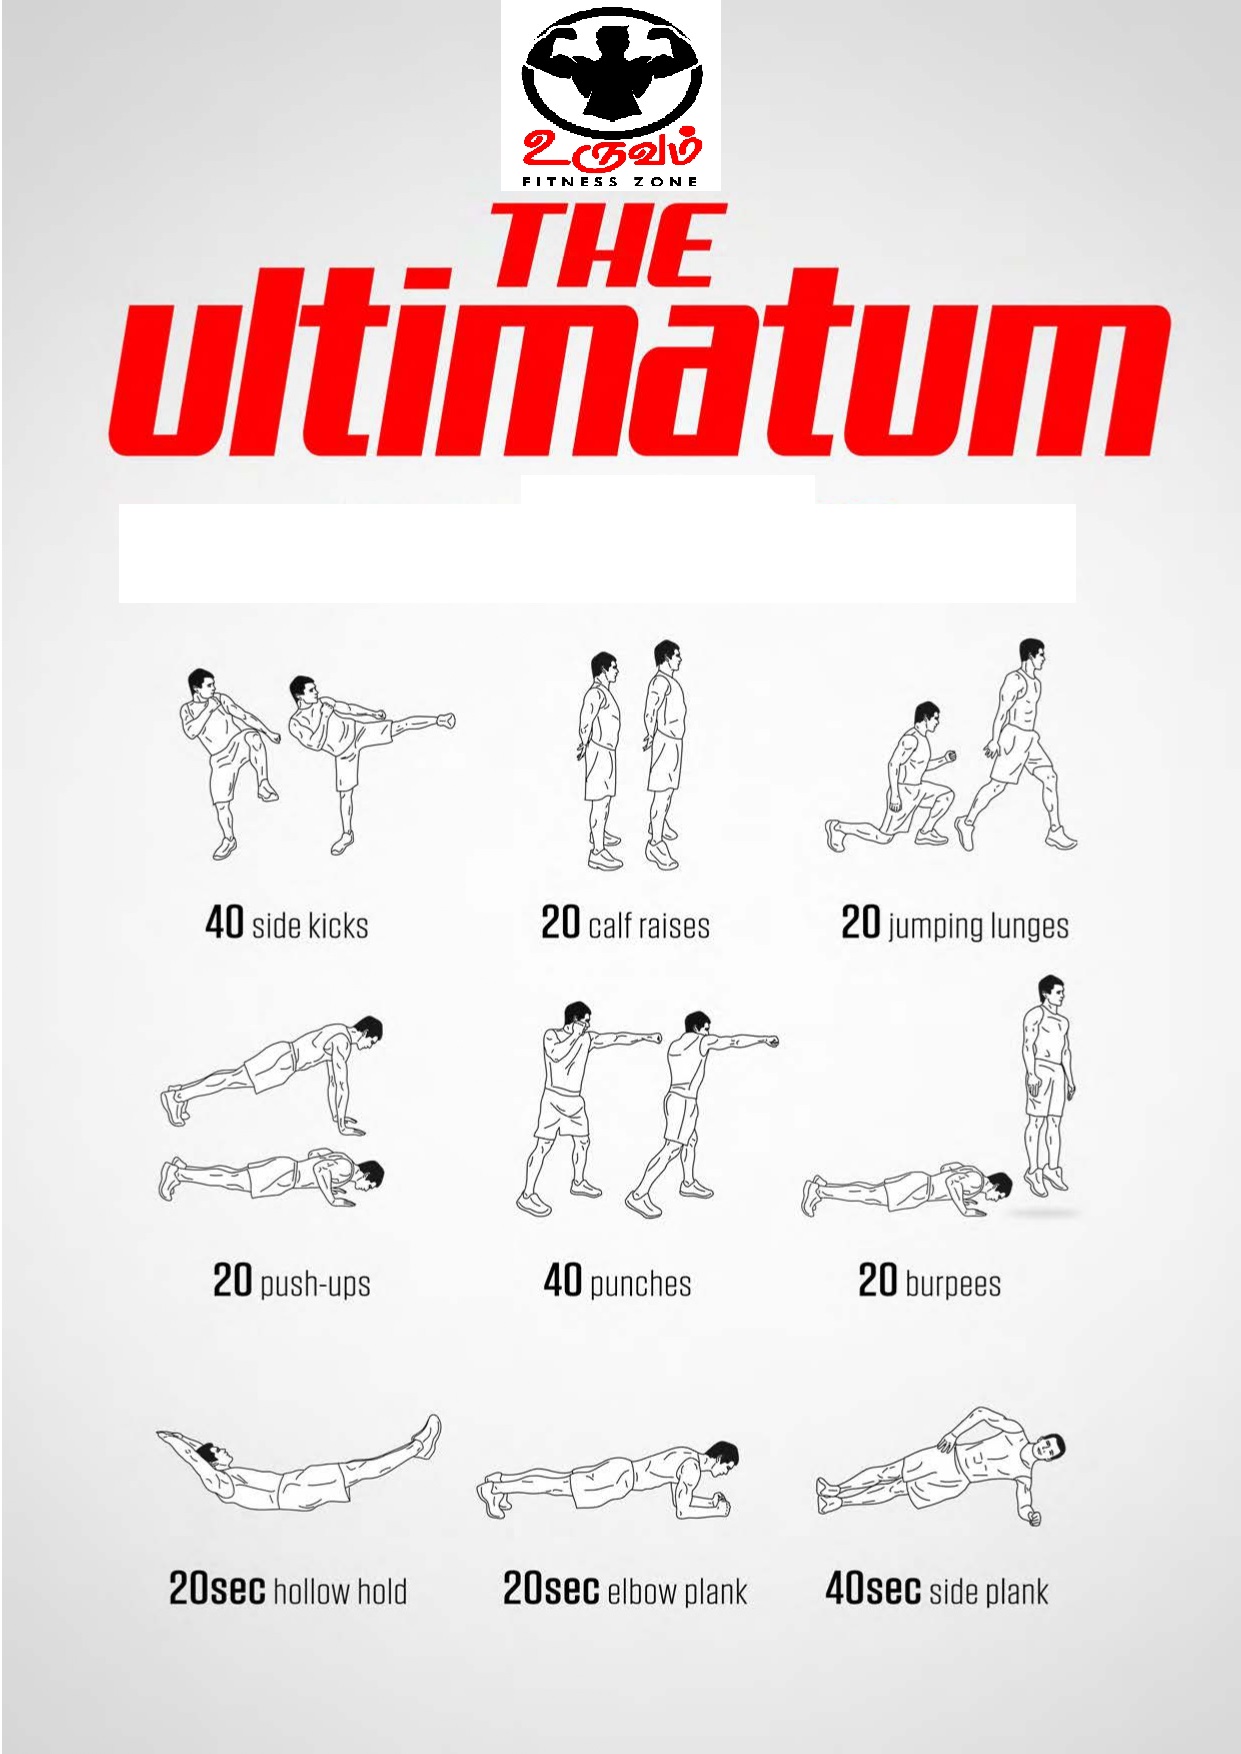 உருவம்
FITNESS ZONE
THE
ultimatum
40 side kicks
20 calf raises
20 jumping lunges
20 push-ups
40 punches
20 burpees
20sec hollow hold
20sec elbow plank
40sec side plank